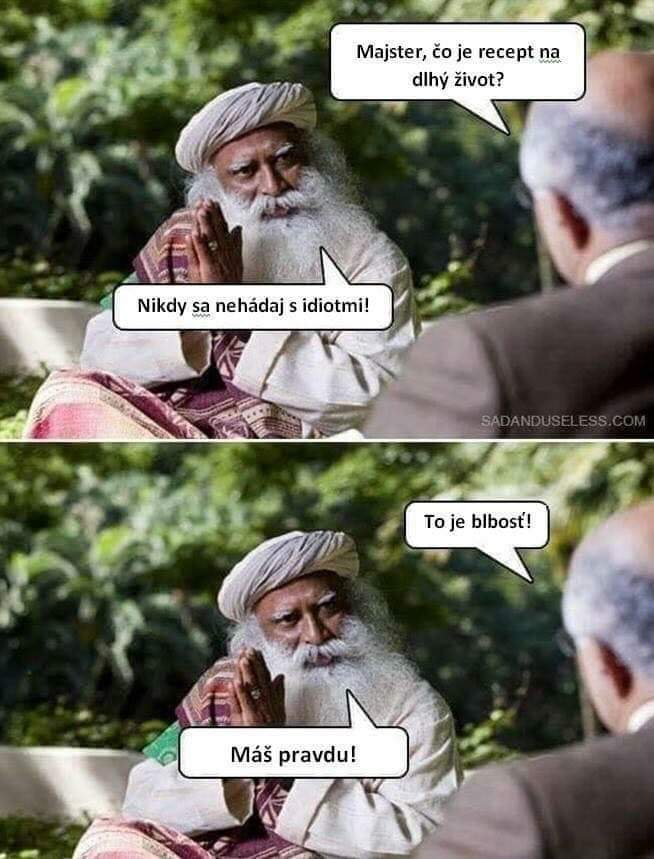 Majster, čo je recept na
dlhý život?
Nikdy sa nehádaj s idiotmi!
SADANDUSELESS.COM
To je blbosť!
Máš pravdu!